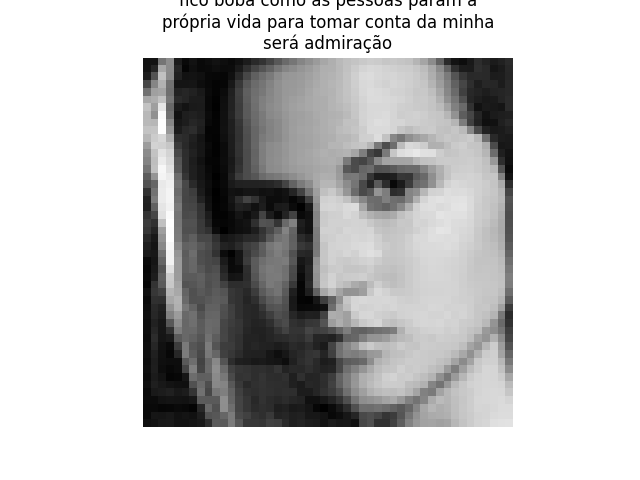 fico boba como as pessoas param a
própria vida para tomar conta da minha
será admiração